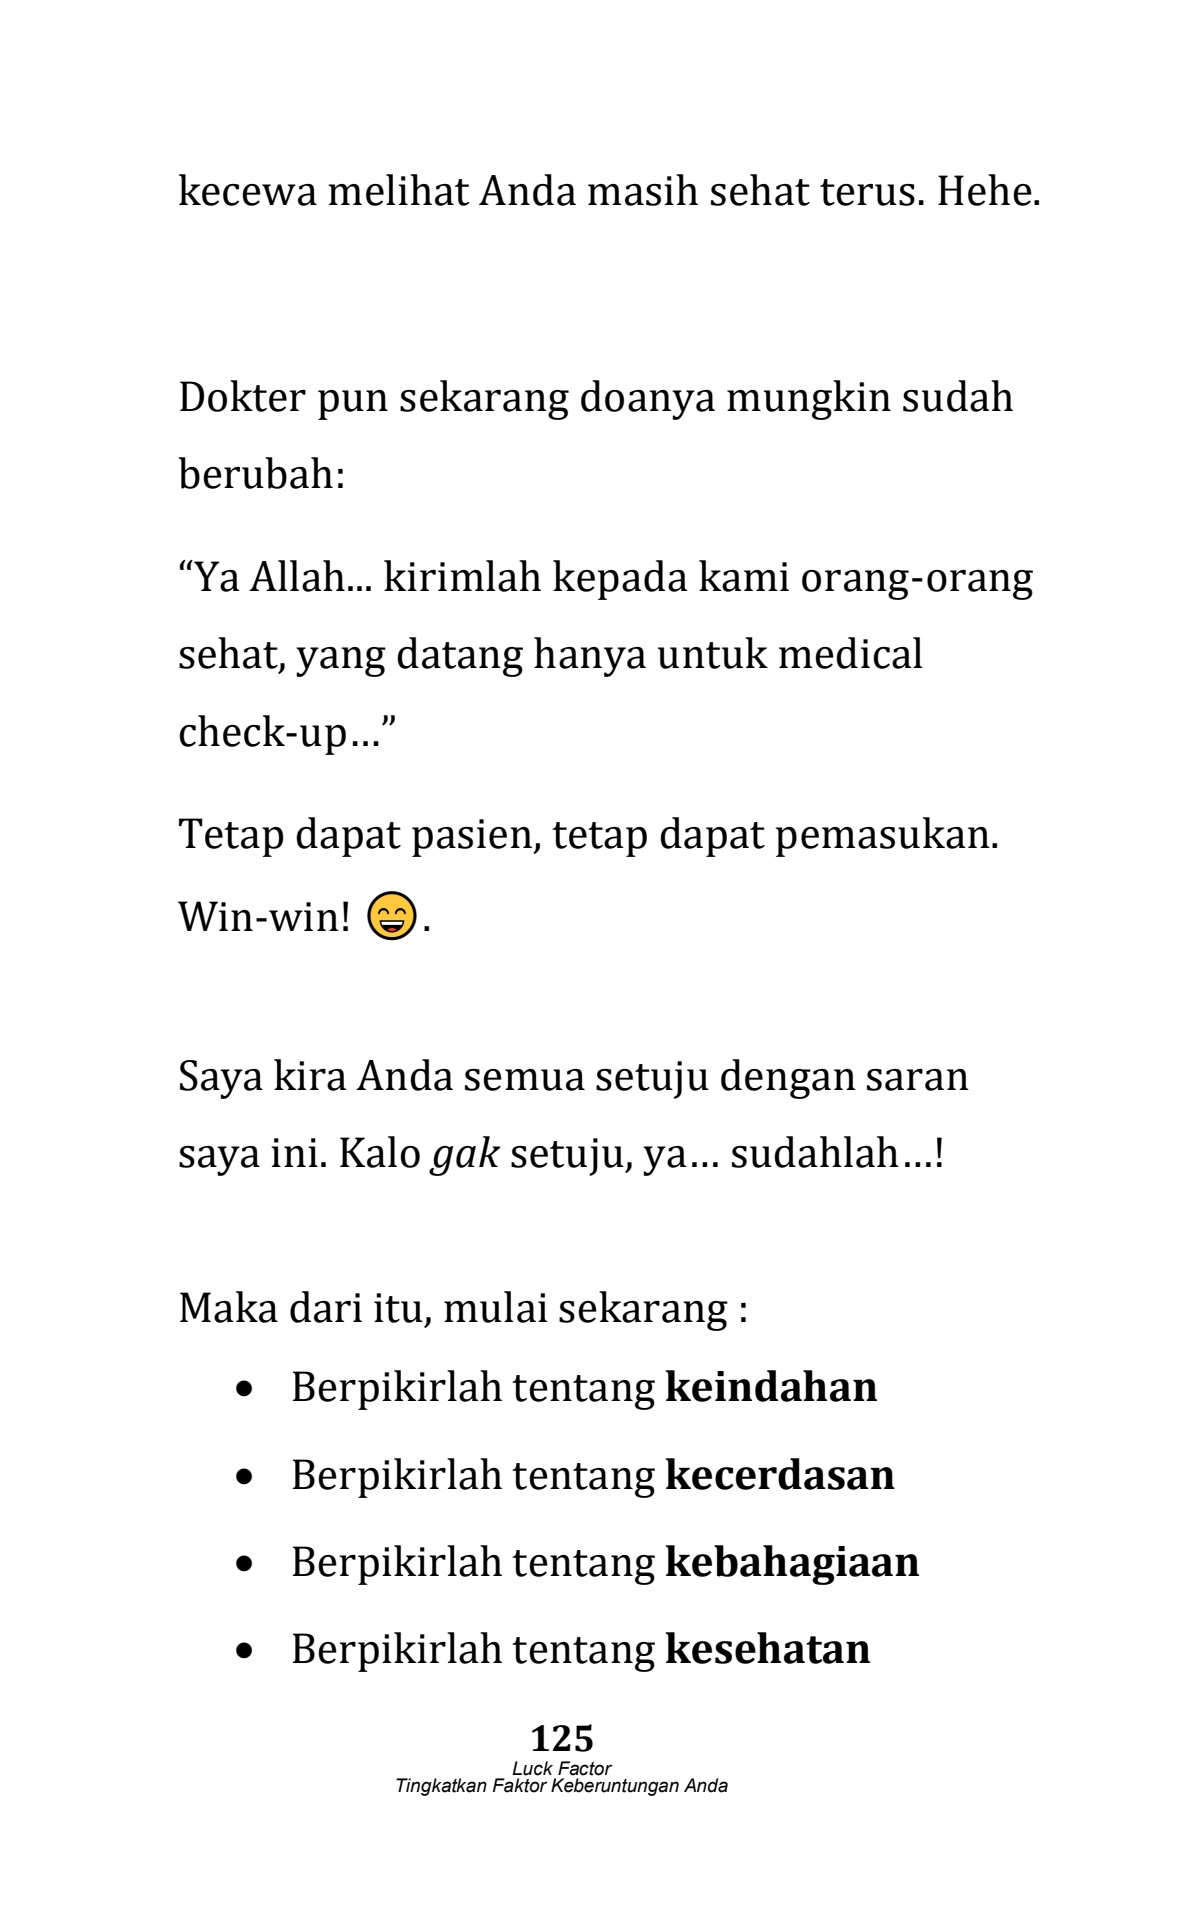 kecewa melihat Anda masih sehat terus. Hehe.
Dokter pun sekarang doanya mungkin sudah
berubah:
“Ya Allah... kirimlah kepada kami orang-orang
sehat, yang datang hanya untuk medical
check-up…”
Tetap dapat pasien, tetap dapat pemasukan.
Win-win! 😄.
Saya kira Anda semua setuju dengan saran
saya ini. Kalo gak setuju, ya… sudahlah…!
Maka dari itu, mulai sekarang :
• Berpikirlah tentang keindahan
• Berpikirlah tentang kecerdasan
• Berpikirlah tentang kebahagiaan
• Berpikirlah tentang kesehatan
125
Luck Factor
Tingkatkan Faktor Keberuntungan Anda